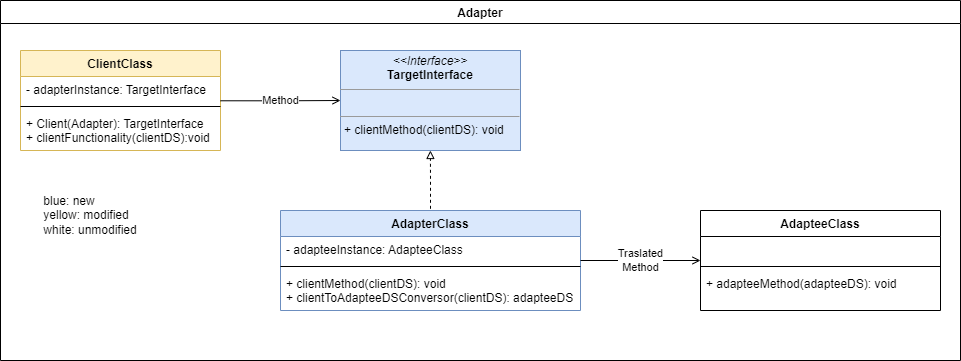 Adapter
ClientClass
- adapterInstance: TargetInterface
+ Client(Adapter): TargetInterface
+ clientFunctionality(clientDS):void
Method
<<Interface>>
TargetInterface
+ clientMethod(clientDS): void
blue: new
yellow: modified
white: unmodified
AdapterClass
- adapteeInstance: AdapteeClass
+ clientMethod(clientDS): void
+ clientToAdapteeDSConversor(clientDS): adapteeDS
Traslated
Method
AdapteeClass
+ adapteeMethod(adapteeDS): void